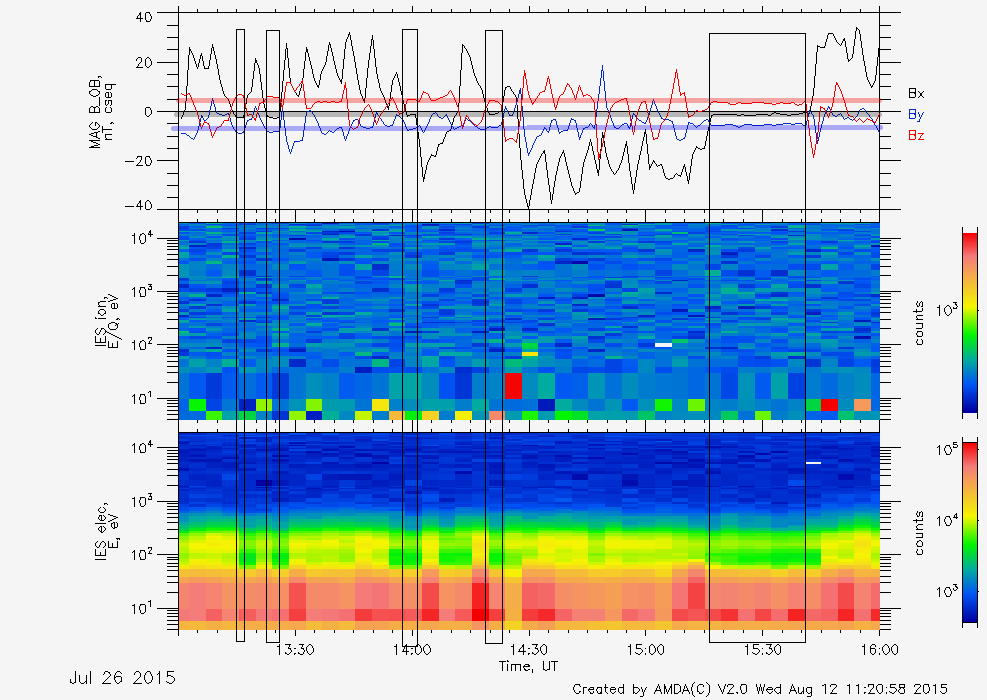 40
20
0
−20
−40
MAG B_OB,
nT, cseq
Bx
By
Bz
10⁴
10³
10²
10¹
IES ion,
E/Q, eV
10³
counts
10⁴
10³
10²
10¹
IES elec,
E, eV
10⁵
10⁴
10³
counts
13:30
14:00
14:30
15:00
15:30
16:00
Time, UT
Jul 26 2015
Created by AMDA(C) V2.0 Wed Aug 12 11:20:58 2015